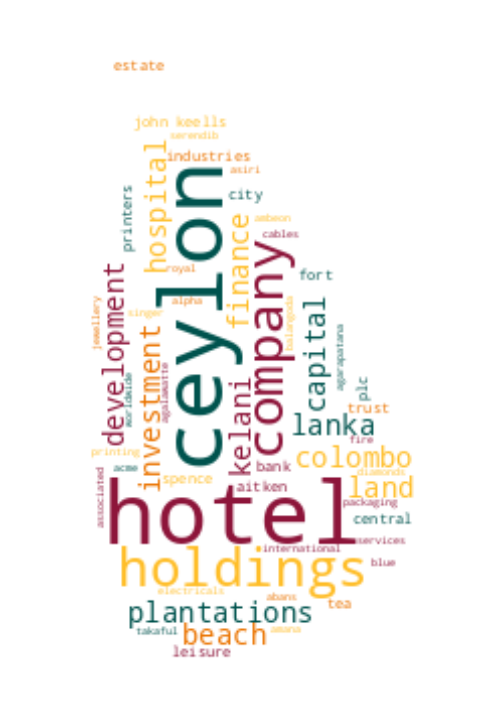 estate
john keells
serendib
industries
hospital
asiri
ceylon
printers
city
ambeon
finance
cables
company
royal
fort
development
alpha
jewellery
singer
balangoda
capital
investment
agarapatana
worldwide
agalawatte
kelani
plc
trust
lanka
fire
printing
colombo
acme
bank
diamonds
associated
spence
aitken
land
hotel
packaging
central
services
international
holdings
blue
electricals
abans
tea
plantations
takaful
beach
amana
leisure